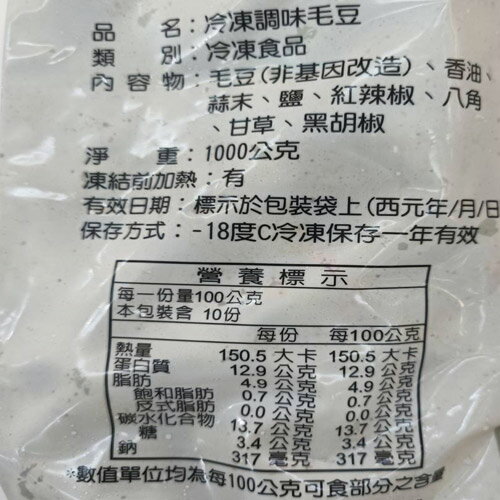 品　　名：冷凍調味毛豆
類　　別：冷凍食品
內 容 物：毛豆(非基因改造)、香油、
蒜末、鹽、紅辣椒、八角
、甘草、黑胡椒
淨　　重：1000公克
凍結前加熱：有
有效日期：標示於包裝袋上(西元年/月/日
保存方式：-18度C冷凍保存一年有效
營 養 標 示
每一份量100公克
本包裝含 10份
每份 每100公克
熱量 150.5 大卡 150.5 大卡
蛋白質 12.9 公克 12.9 公克
脂肪 4.9 公克 4.9 公克
飽和脂肪 0.7 公克 0.7 公克
反式脂肪 0.0 公克 0.0 公克
碳水化合物 13.7 公克 13.7 公克
糖 3.4 公克 3.4 公克
鈉 317 毫克 317 毫克
*數值單位均為每100公克可食部分之含量